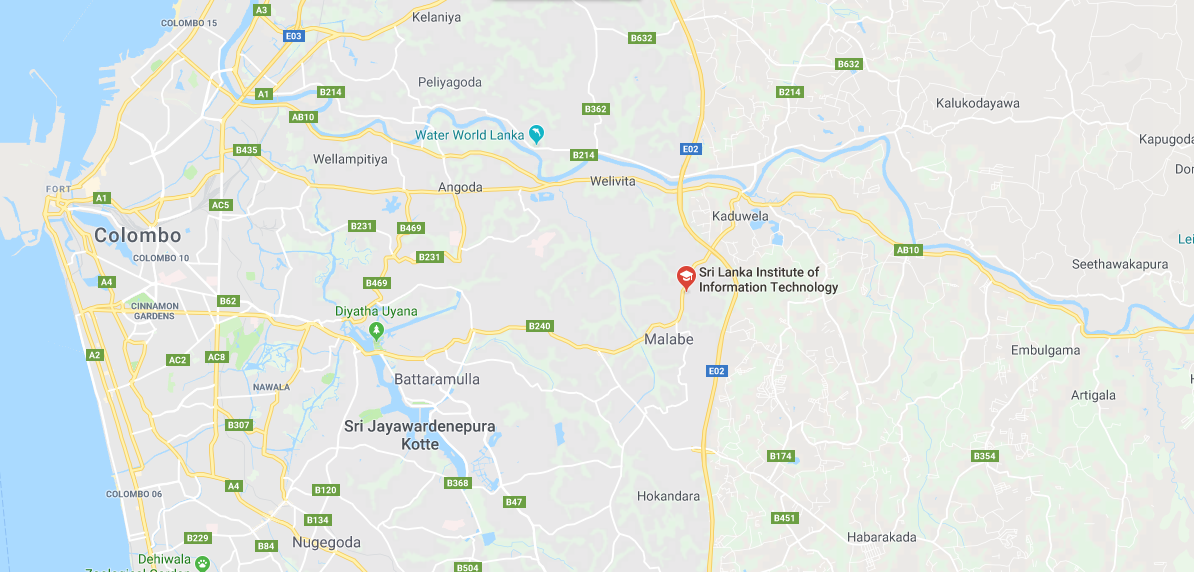 A3
COLOMBO 15
Kelaniya
E03
B632
B632
Peliyagoda
A1
B214
B214
AB10
B362
Kalukodayawa
Water World Lanka
B435
Wellampitiya
B214
E02
Kapugoda
FORT
A1
Angoda
Welivita
AC5
Kaduwela
B231
B469
Colombo
COLOMBO 10
B231
AB10
Seethawakapura
A4
B469
Sri Lanka Institute of
Information Technology
CINNAMON
GARDENS
B62
Diyatha Uyana
B240
Malabe
A2
AC2
AC8
Embulgama
E02
NAWALA
Battaramulla
Artigala
B307
Sri Jayawardenepura
Kotte
B174
B354
COLOMBO 06
A4
B120
B368
B47
Hokandara
B134
B451
B229
B84
Nugegoda
Habarakada
Dehiwala
B504